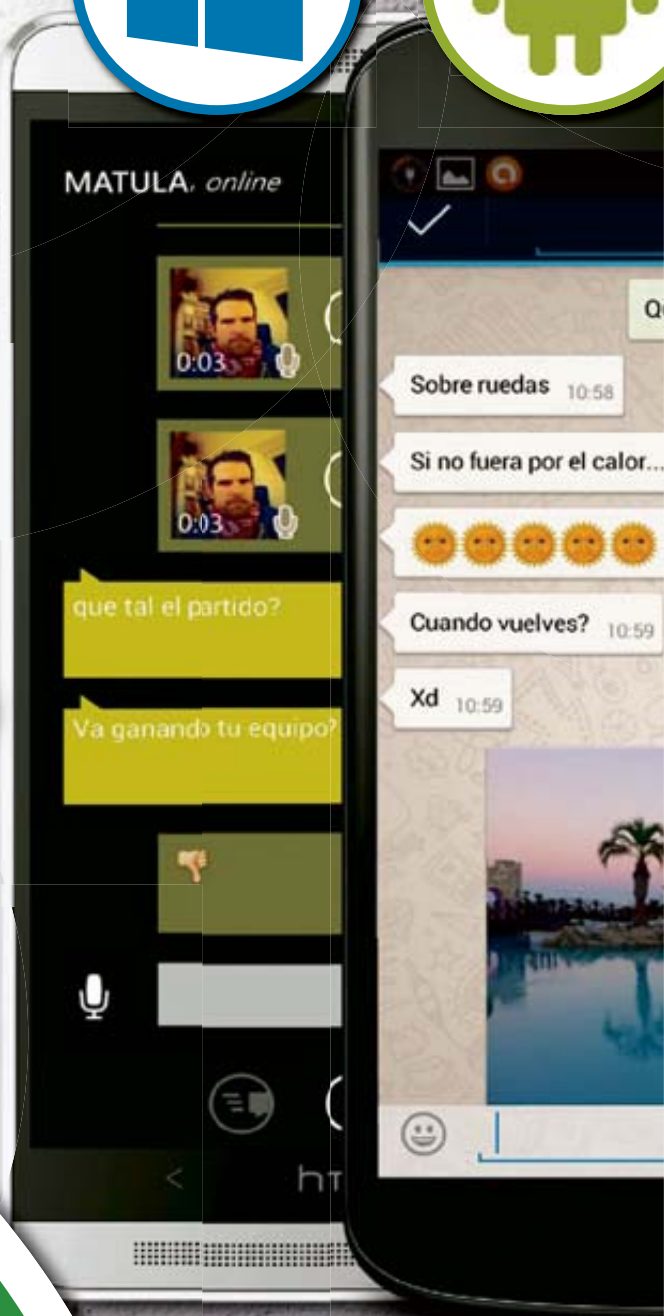 MATULA, online
0:03
0:03
que tal el partido?
Va ganando tu equipo?
Sobre ruedas 10:58
Si no fuera por el calor...
Cuando vuelves? 10:59
Xd 10:59